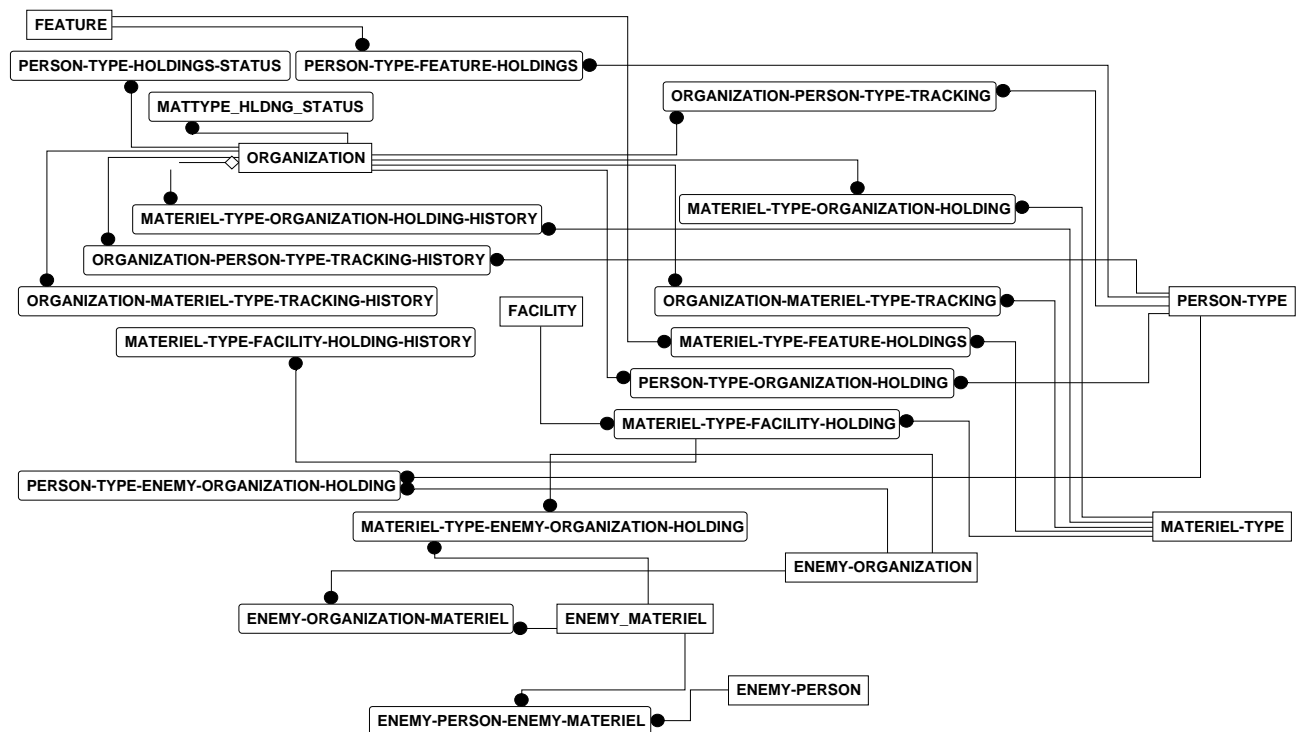 FEATURE
PERSON-TYPE-HOLDINGS-STATUS
PERSON-TYPE-FEATURE-HOLDINGS
MATTYPE_HLDNG_STATUS
ORGANIZATION-PERSON-TYPE-TRACKING
ORGANIZATION
MATERIEL-TYPE-ORGANIZATION-HOLDING-HISTORY
MATERIEL-TYPE-ORGANIZATION-HOLDING
ORGANIZATION-PERSON-TYPE-TRACKING-HISTORY
ORGANIZATION-MATERIEL-TYPE-TRACKING-HISTORY
FACILITY
ORGANIZATION-MATERIEL-TYPE-TRACKING
PERSON-TYPE
MATERIEL-TYPE-FACILITY-HOLDING-HISTORY
MATERIEL-TYPE-FEATURE-HOLDINGS
PERSON-TYPE-ORGANIZATION-HOLDING
MATERIEL-TYPE-FACILITY-HOLDING
PERSON-TYPE-ENEMY-ORGANIZATION-HOLDING
MATERIEL-TYPE-ENEMY-ORGANIZATION-HOLDING
MATERIEL-TYPE
ENEMY-ORGANIZATION
ENEMY-ORGANIZATION-MATERIEL
ENEMY_MATERIEL
ENEMY-PERSON
ENEMY-PERSON-ENEMY-MATERIEL